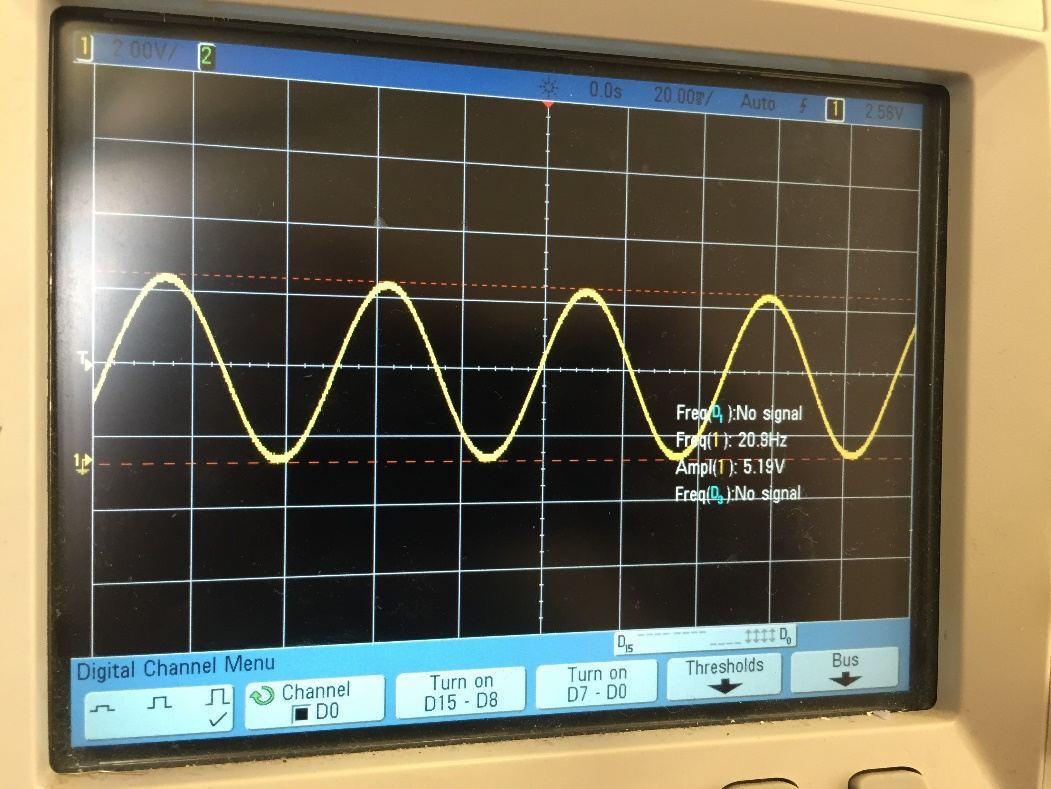 1 2.00V/ 2 0.0s 20.00ms/ Auto 1 2.56V
T
1
Freq(D1):No signal
Freq(1): 20.8Hz
Ampl(1): 5.19V
Freq(D3):No signal
D15 D0
Digital Channel Menu
Channel
D0
Turn on
D15 - D8
Turn on
D7 - D0
Thresholds
Bus